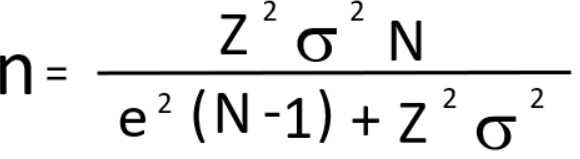 n = Z² σ² N / e² (N-1) + Z² σ²